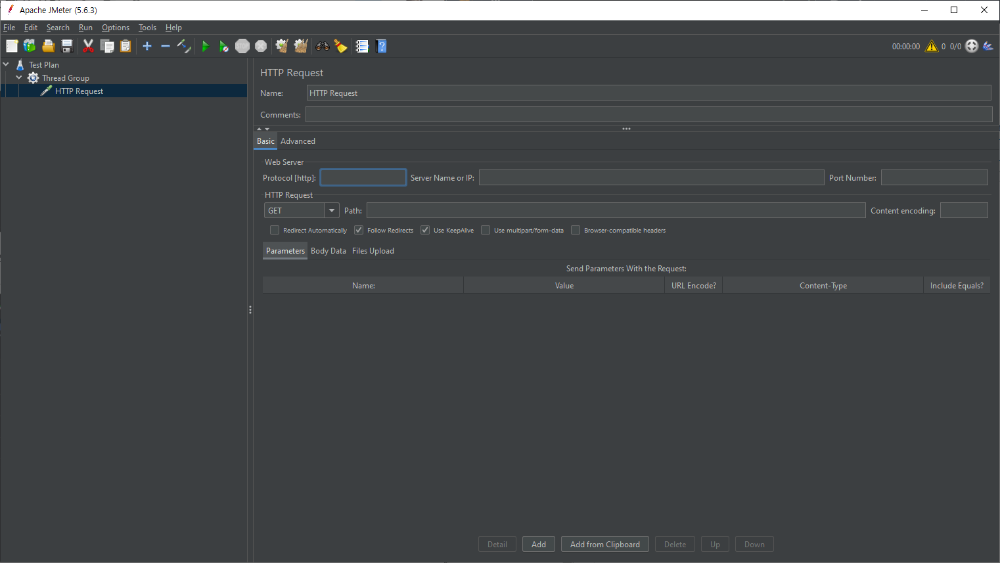 Apache JMeter (5.6.3)
File Edit Search Run Options Tools Help
STOP 00:00:00 0 0/0
Test Plan
Thread Group
HTTP Request
HTTP Request
Name: HTTP Request
Comments:
Basic Advanced
Web Server
Protocol [http]: Server Name or IP: Port Number:
HTTP Request
GET Path: Content encoding:
Redirect Automatically Follow Redirects Use KeepAlive Use multipart/form-data Browser-compatible headers
Parameters Body Data Files Upload
Send Parameters With the Request:
Name: Value URL Encode? Content-Type Include Equals?
Detail Add Add from Clipboard Delete Up Down